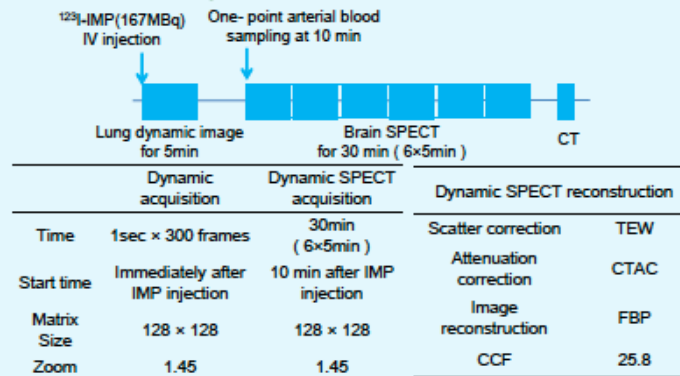 ¹²³I-IMP(167MBq)
IV injection
One- point arterial blood
sampling at 10 min
Lung dynamic image
for 5min
Brain SPECT
for 30 min ( 6×5min )
CT
Dynamic
acquisition
Dynamic SPECT
acquisition
Time
1sec × 300 frames
30min
( 6×5min )
Start time
Immediately after
IMP injection
10 min after IMP
injection
Matrix
Size
128 × 128
128 × 128
Zoom
1.45
1.45
Dynamic SPECT reconstruction
Scatter correction
TEW
Attenuation
correction
CTAC
Image
reconstruction
FBP
CCF
25.8